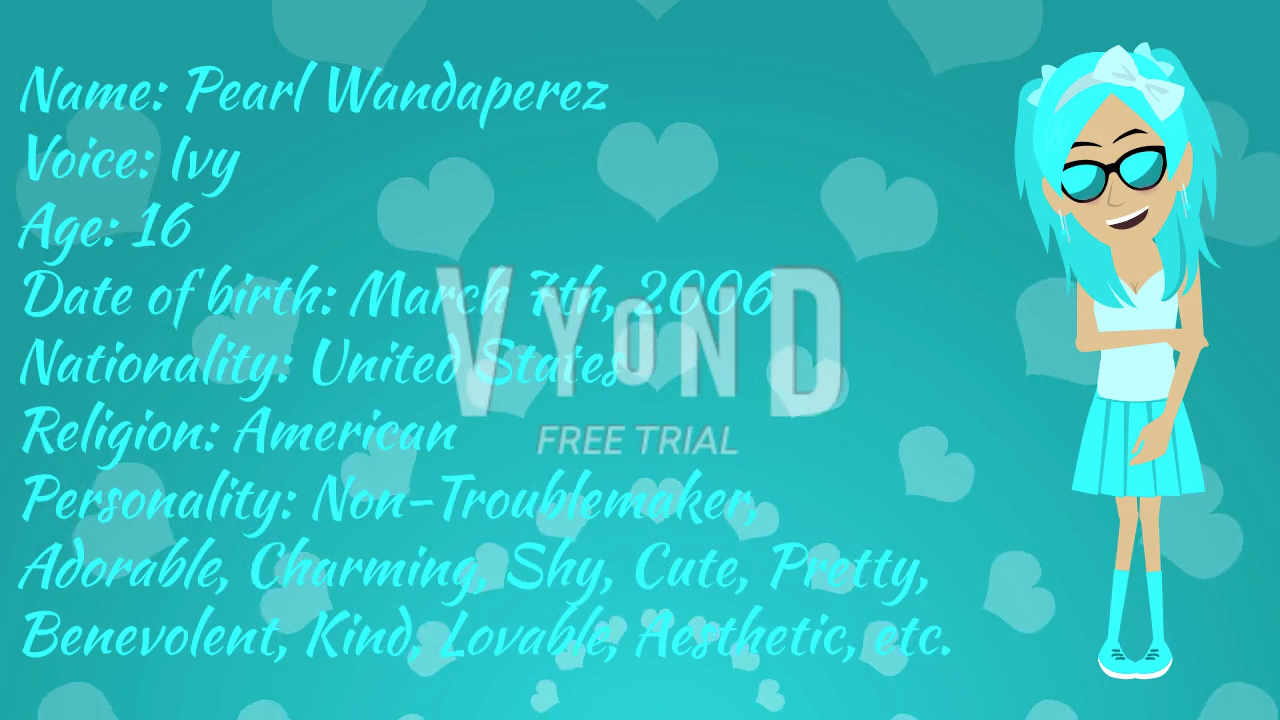 Name: Pearl Wandaperez
Voice: Ivy
Age: 16
Date of birth: March 7th, 2006
Nationality: United States
Religion: American
Personality: Non-Troublemaker,
Adorable, Charming, Shy, Cute, Pretty,
Benevolent, Kind, Lovable, Aesthetic, etc.
VYOND
FREE TRIAL